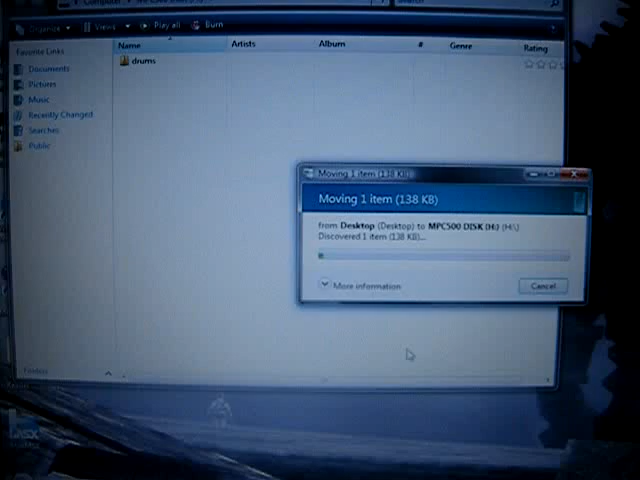 Organize Views Play all Burn
Favorite Links
Name Artists Album # Genre Rating
drums
Documents
Pictures
Music
Recently Changed
Searches
Public
Moving 1 item (138 KB)
Moving 1 item (138 KB)
from Desktop (Desktop) to MPC500 DISK (H:) (H:\)
Discovered 1 item (138 KB)...
More information
Cancel
Folders